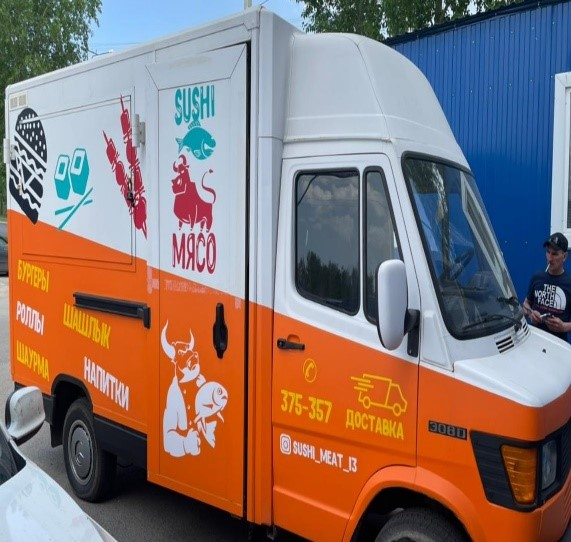 SUSHI
МЯСО
БУРГЕРЫ
РОЛЛЫ
ШАШЛЫК
ШАУРМА
НАПИТКИ
375-357
ДОСТАВКА
SUSHI_MEAT_13
308D
THE
NORTH
FACE